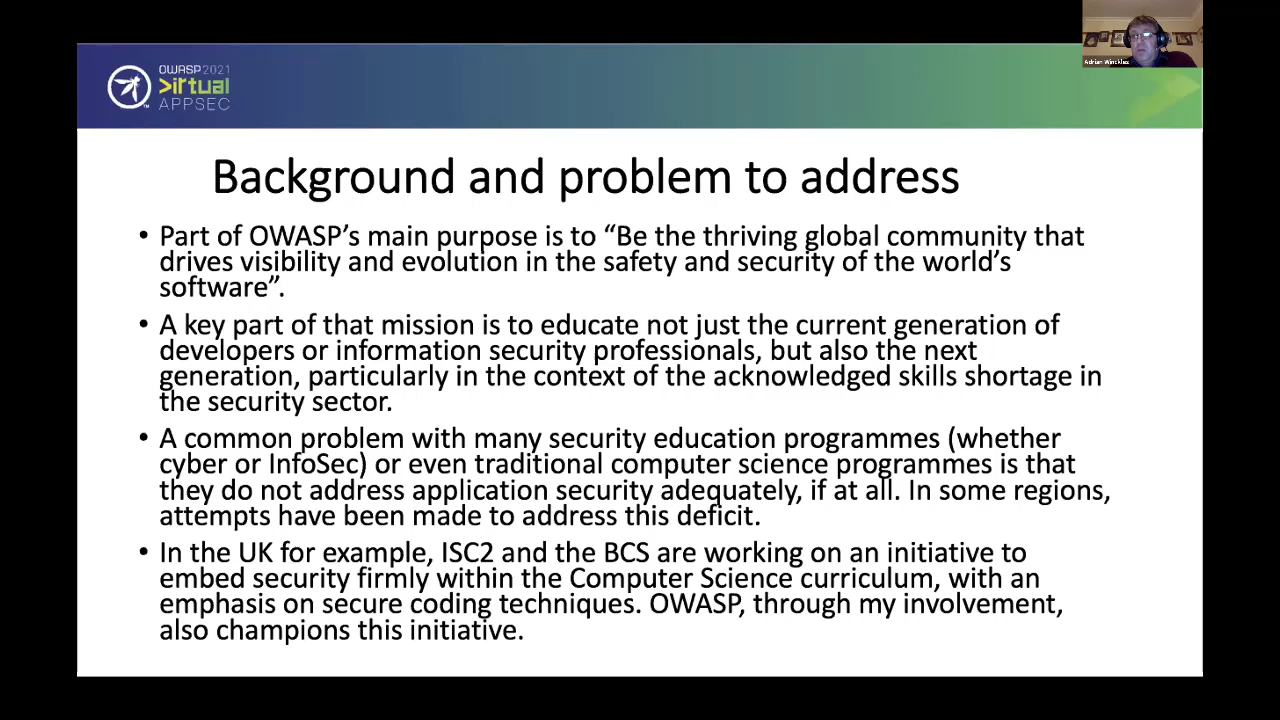 OWASP 2021
Virtual
APPSEC
Adrian Winckles
Background and problem to address
• Part of OWASP’s main purpose is to “Be the thriving global community that
drives visibility and evolution in the safety and security of the world’s
software”.
• A key part of that mission is to educate not just the current generation of
developers or information security professionals, but also the next
generation, particularly in the context of the acknowledged skills shortage in
the security sector.
• A common problem with many security education programmes (whether
cyber or InfoSec) or even traditional computer science programmes is that
they do not address application security adequately, if at all. In some regions,
attempts have been made to address this deficit.
• In the UK for example, ISC2 and the BCS are working on an initiative to
embed security firmly within the Computer Science curriculum, with an
emphasis on secure coding techniques. OWASP, through my involvement,
also champions this initiative.